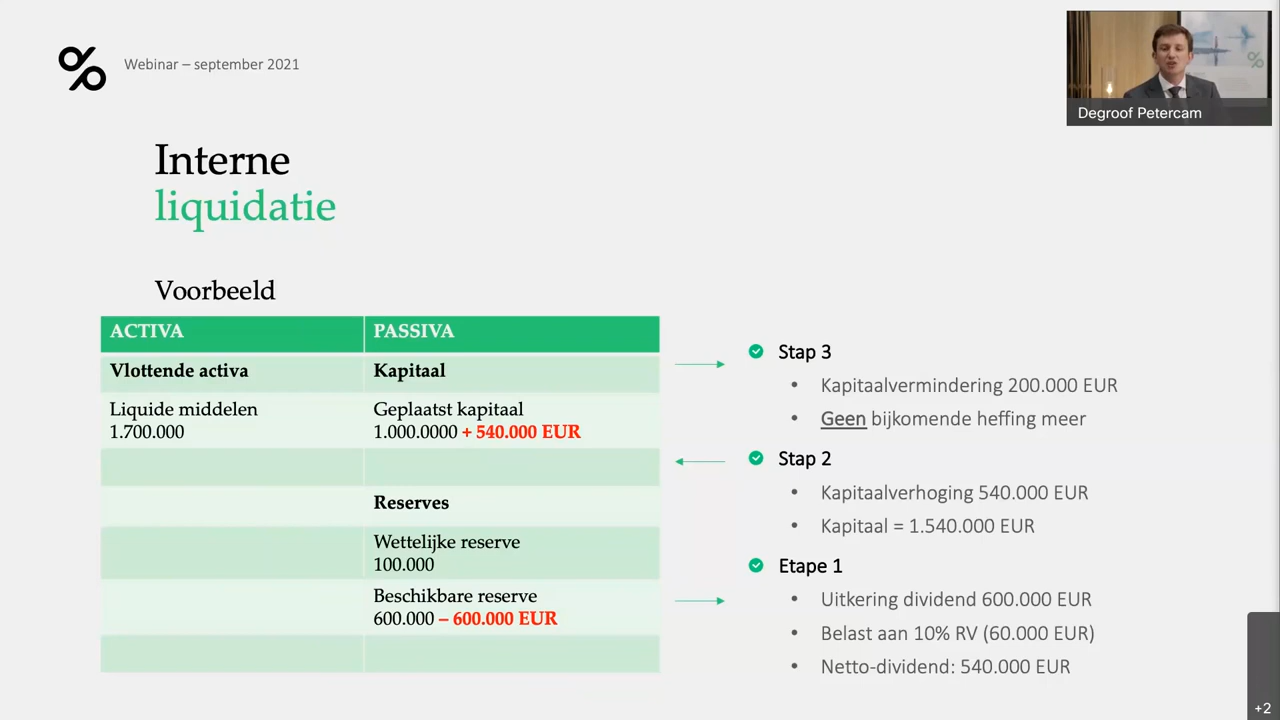 Webinar – september 2021
Degroof Petercam
Interne
liquidatie
Voorbeeld
ACTIVA PASSIVA
Vlottende activa Kapitaal
Liquide middelen Geplaatst kapitaal
1.700.000 1.000.0000 + 540.000 EUR
Reserves
Wettelijke reserve
100.000
Beschikbare reserve
600.000 – 600.000 EUR
Stap 3
• Kapitaalvermindering 200.000 EUR
• Geen bijkomende heffing meer
Stap 2
• Kapitaalverhoging 540.000 EUR
• Kapitaal = 1.540.000 EUR
Etape 1
• Uitkering dividend 600.000 EUR
• Belast aan 10% RV (60.000 EUR)
• Netto-dividend: 540.000 EUR
+2